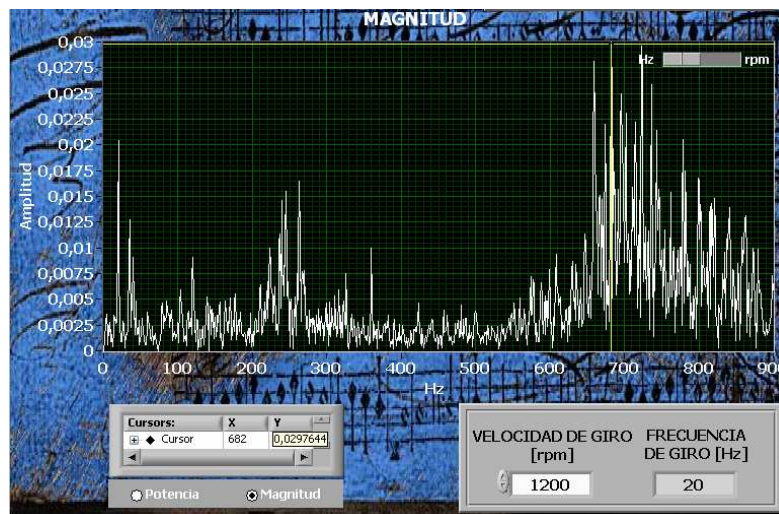 MAGNITUD
Hz rpm
0,03
0,0275
0,0225
0,02
0,0175
0,015
0,0125
0,01
0,0075
0,005
0,0025
0
Amplitud
0 100 200 300 400 500 600 700 800 900
Hz
Cursors: X Y
Cursor 682 0,0297644
Potencia Magnitud
VELOCIDAD DE GIRO [rpm]
1200
FRECUENCIA DE GIRO [Hz]
20